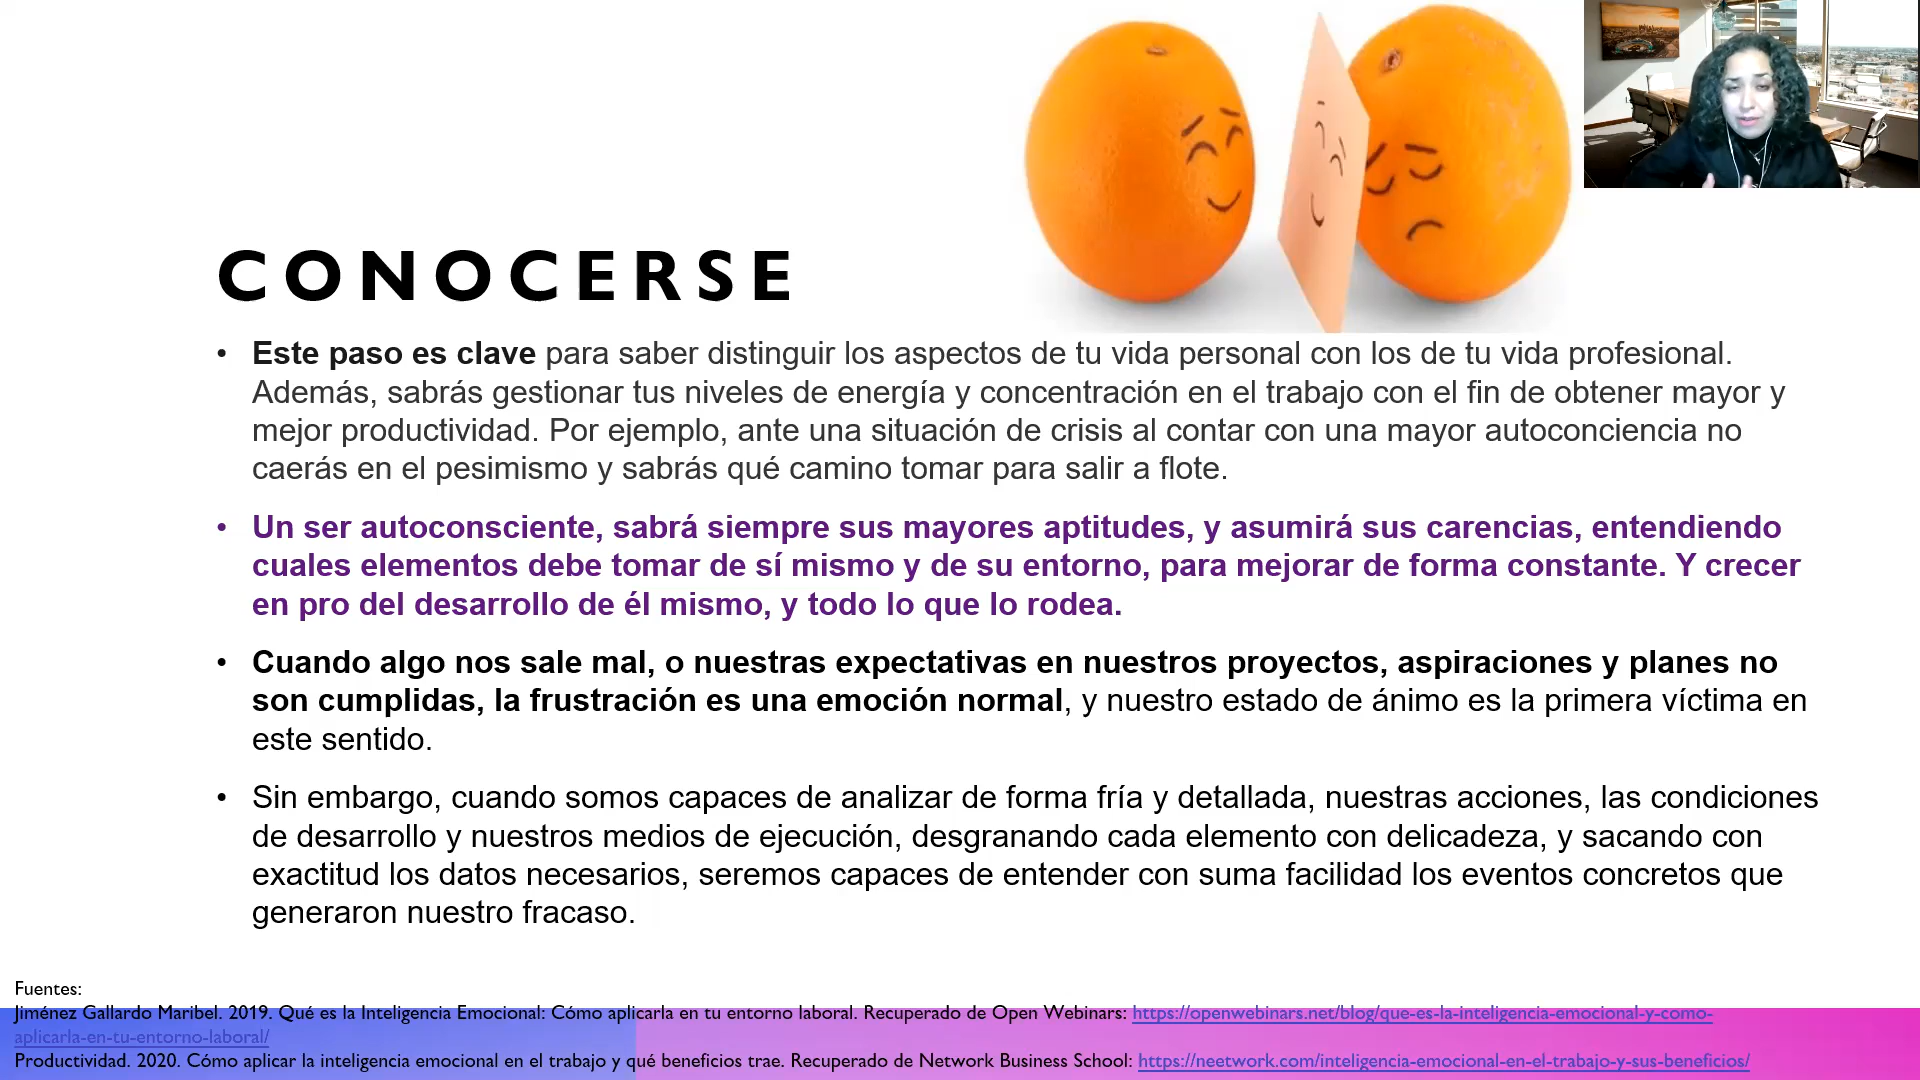 CONOCERSE
• Este paso es clave para saber distinguir los aspectos de tu vida personal con los de tu vida profesional.
Además, sabrás gestionar tus niveles de energía y concentración en el trabajo con el fin de obtener mayor y
mejor productividad. Por ejemplo, ante una situación de crisis al contar con una mayor autoconciencia no
caerás en el pesimismo y sabrás qué camino tomar para salir a flote.
• Un ser autoconsciente, sabrá siempre sus mayores aptitudes, y asumirá sus carencias, entendiendo
cuales elementos debe tomar de sí mismo y de su entorno, para mejorar de forma constante. Y crecer
en pro del desarrollo de él mismo, y todo lo que lo rodea.
• Cuando algo nos sale mal, o nuestras expectativas en nuestros proyectos, aspiraciones y planes no
son cumplidas, la frustración es una emoción normal, y nuestro estado de ánimo es la primera víctima en
este sentido.
• Sin embargo, cuando somos capaces de analizar de forma fría y detallada, nuestras acciones, las condiciones
de desarrollo y nuestros medios de ejecución, desgranando cada elemento con delicadeza, y sacando con
exactitud los datos necesarios, seremos capaces de entender con suma facilidad los eventos concretos que
generaron nuestro fracaso.
Fuentes:
Jiménez Gallardo Maribel. 2019. Qué es la Inteligencia Emocional: Cómo aplicarla en tu entorno laboral. Recuperado de Open Webinars: https://openwebinars.net/blog/que-es-la-inteligencia-emocional-y-como-
aplicarla-en-tu-entorno-laboral/
Productividad. 2020. Cómo aplicar la inteligencia emocional en el trabajo y qué beneficios trae. Recuperado de Network Business School: https://neetwork.com/inteligencia-emocional-en-el-trabajo-y-sus-beneficios/